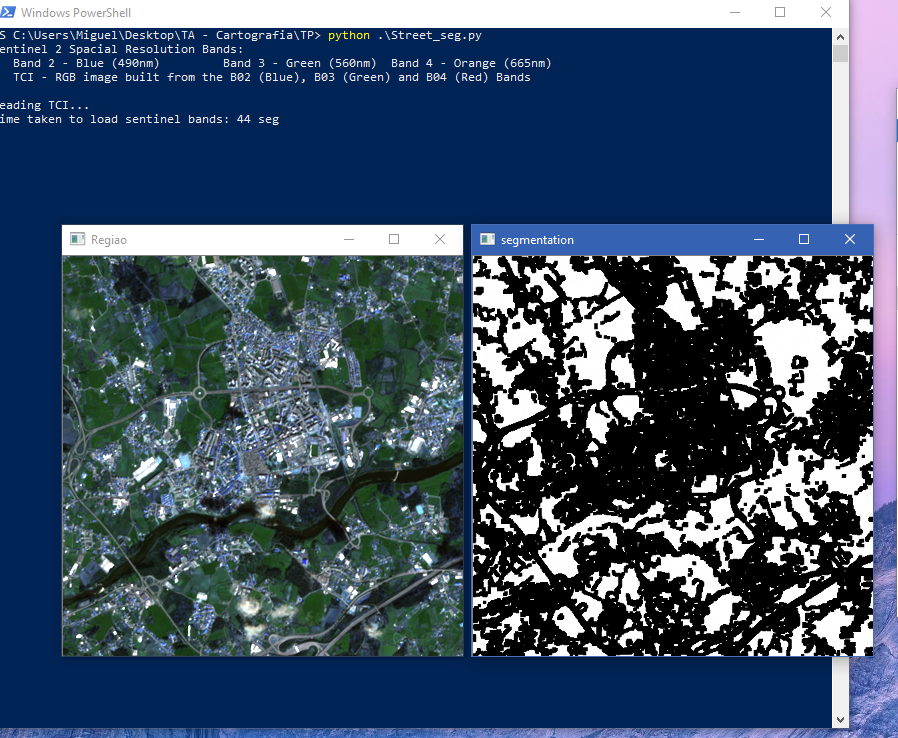 Windows PowerShell
S C:\Users\Miguel\Desktop\TA - Cartografia\TP> python .\Street_seg.py
entinel 2 Spacial Resolution Bands:
Band 2 - Blue (490nm) Band 3 - Green (560nm) Band 4 - Orange (665nm)
TCI - RGB image built from the B02 (Blue), B03 (Green) and B04 (Red) Bands
eading TCI...
ime taken to load sentinel bands: 44 seg
Regiao
segmentation